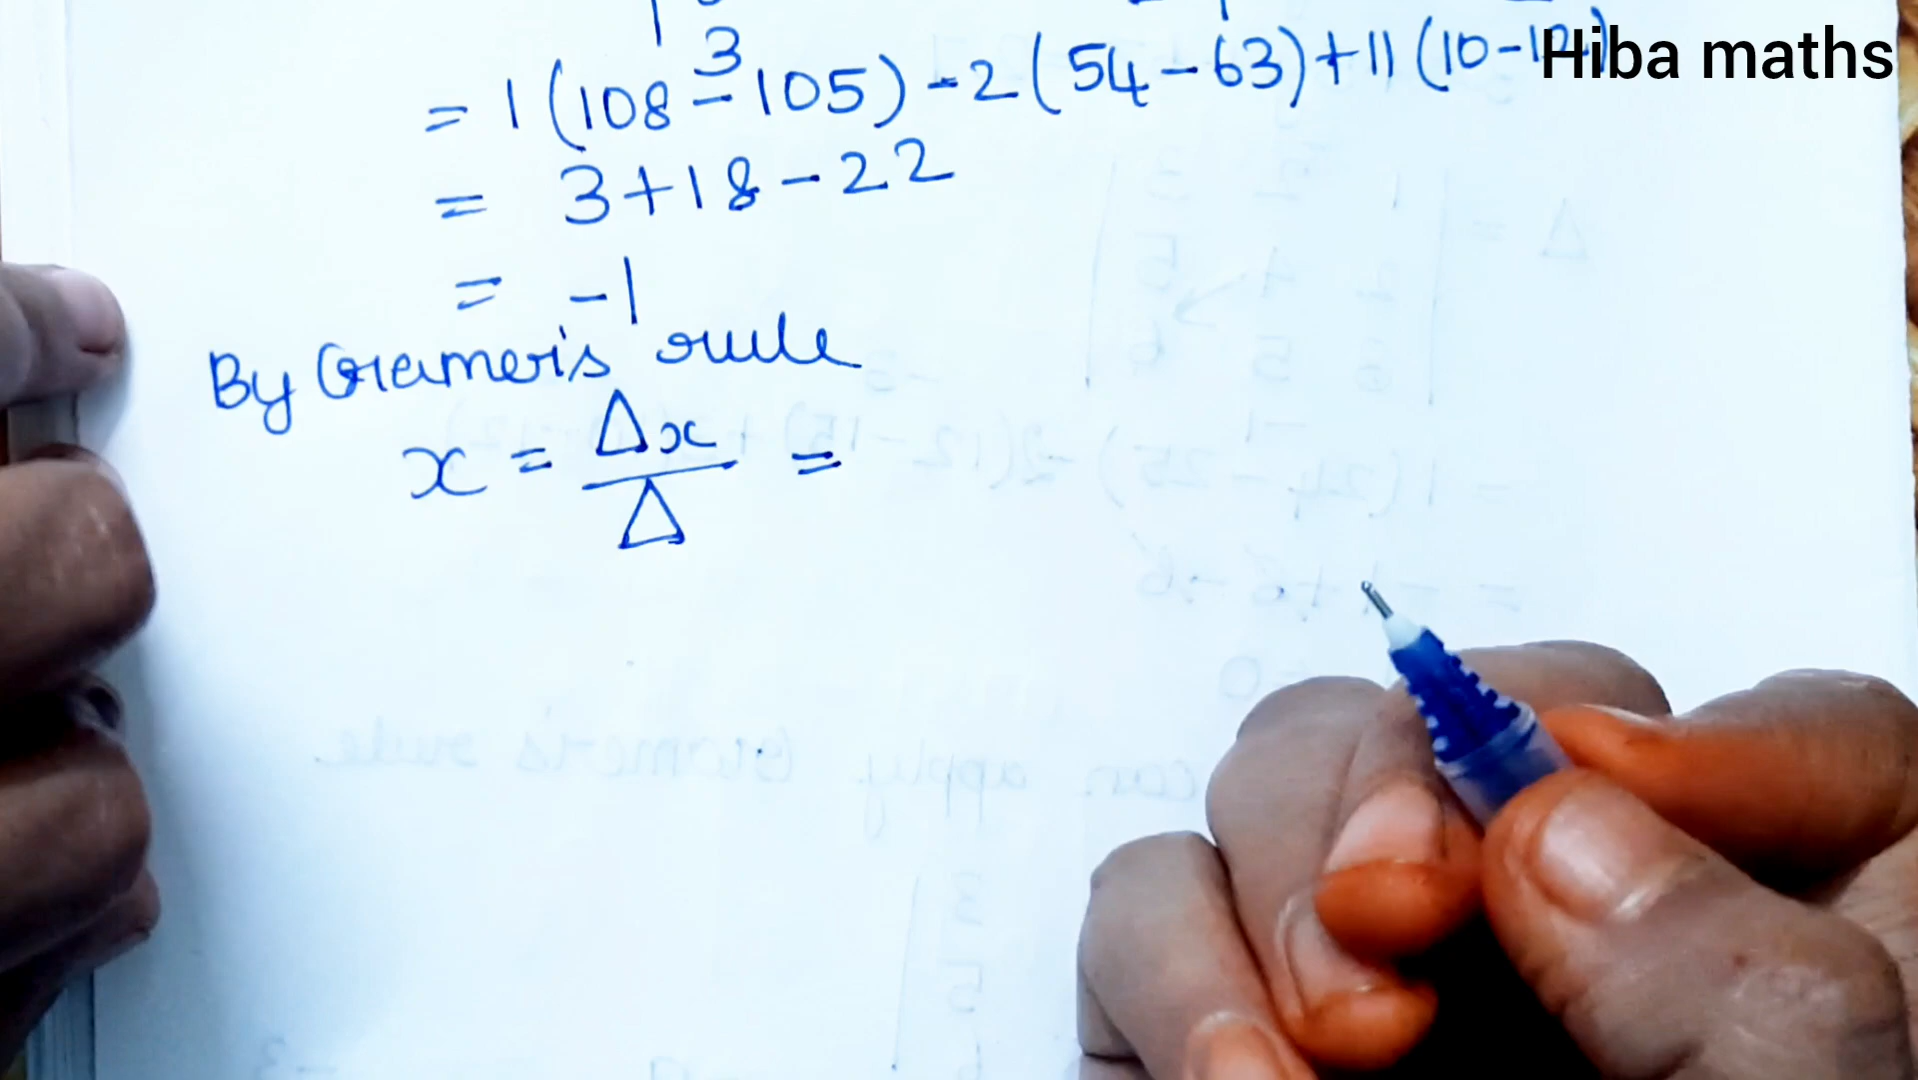 Hiba maths
3
= 1 (108 - 105) - 2 ( 54 - 63) + 11 (10 - 12)
= 3 + 18 - 22
= -1
By Cramer's rule
x = Δx / Δ =